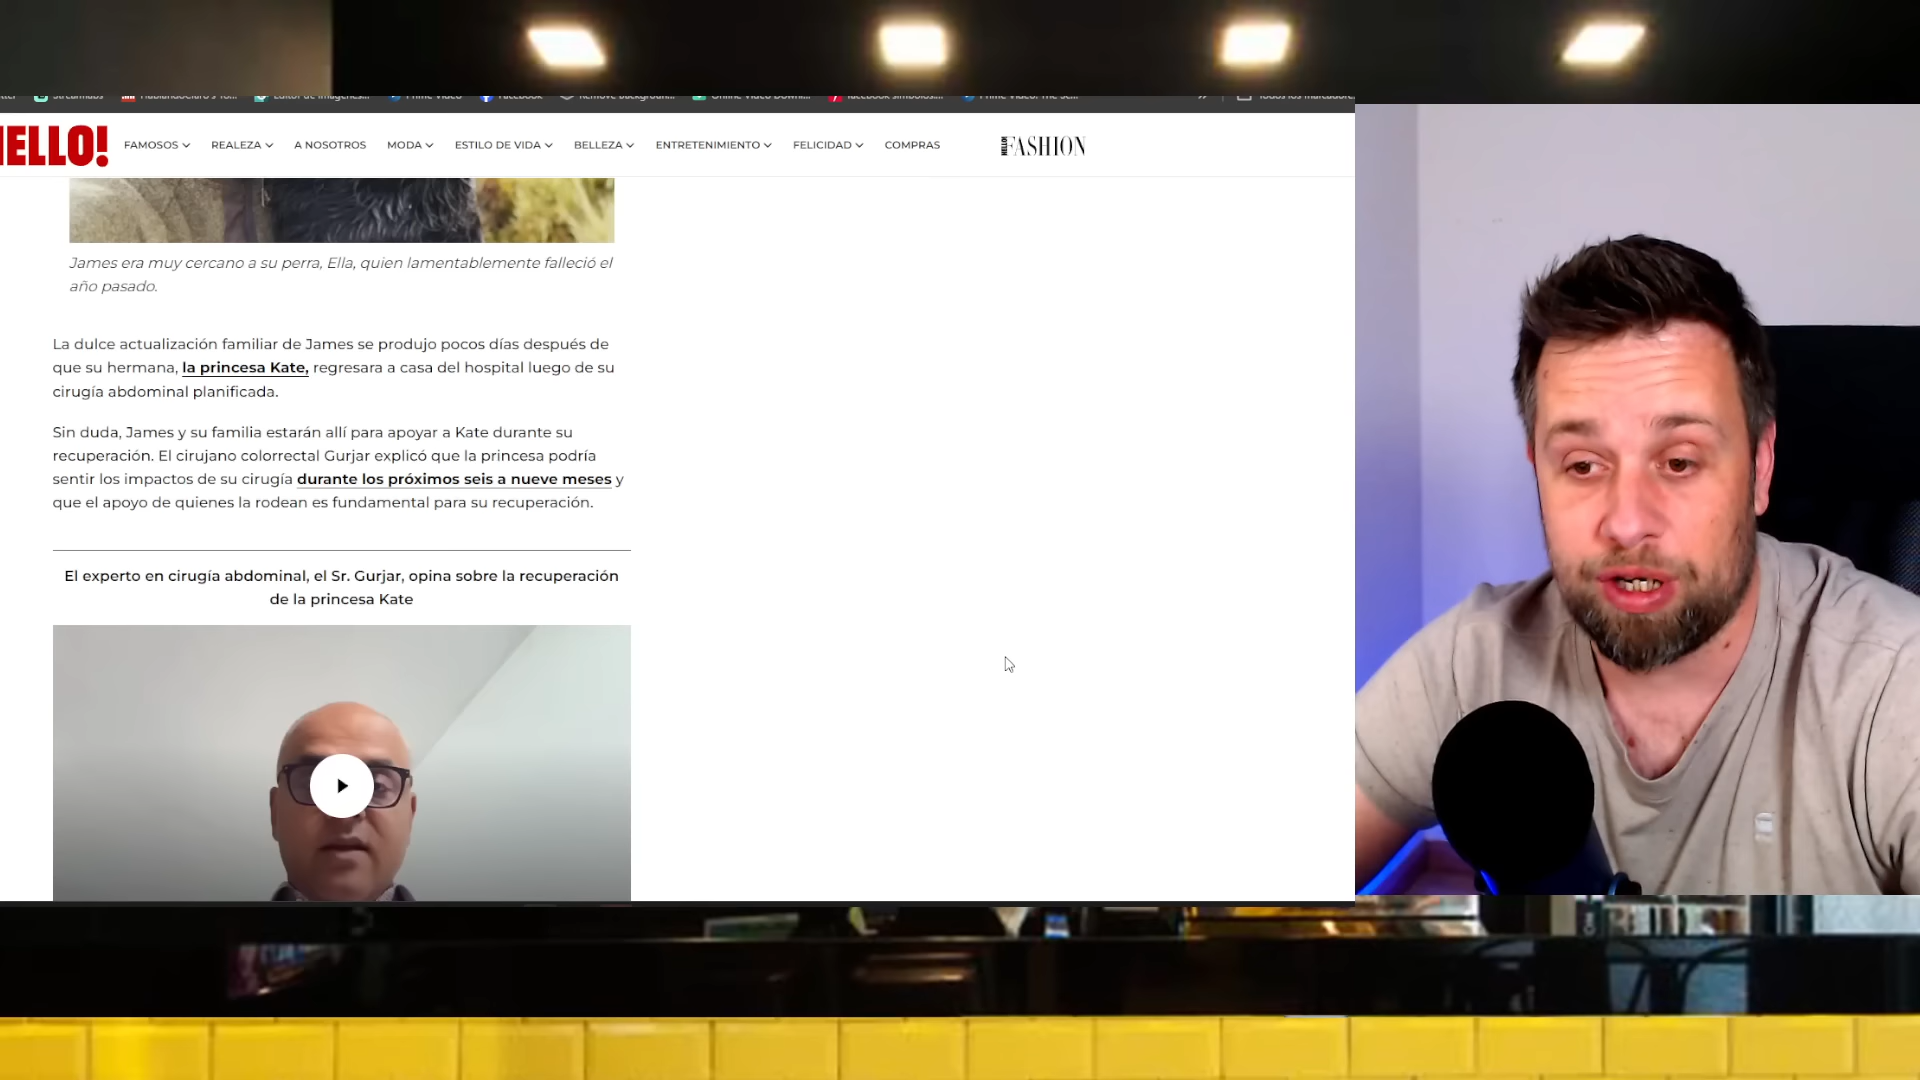 HELLO!
FAMOSOS REALEZA A NOSOTROS MODA ESTILO DE VIDA BELLEZA ENTRETENIMIENTO FELICIDAD COMPRAS
HELLO! FASHION
James era muy cercano a su perra, Ella, quien lamentablemente falleció el
año pasado.
La dulce actualización familiar de James se produjo pocos días después de
que su hermana, la princesa Kate, regresara a casa del hospital luego de su
cirugía abdominal planificada.
Sin duda, James y su familia estarán allí para apoyar a Kate durante su
recuperación. El cirujano colorrectal Gurjar explicó que la princesa podría
sentir los impactos de su cirugía durante los próximos seis a nueve meses y
que el apoyo de quienes la rodean es fundamental para su recuperación.
El experto en cirugía abdominal, el Sr. Gurjar, opina sobre la recuperación
de la princesa Kate